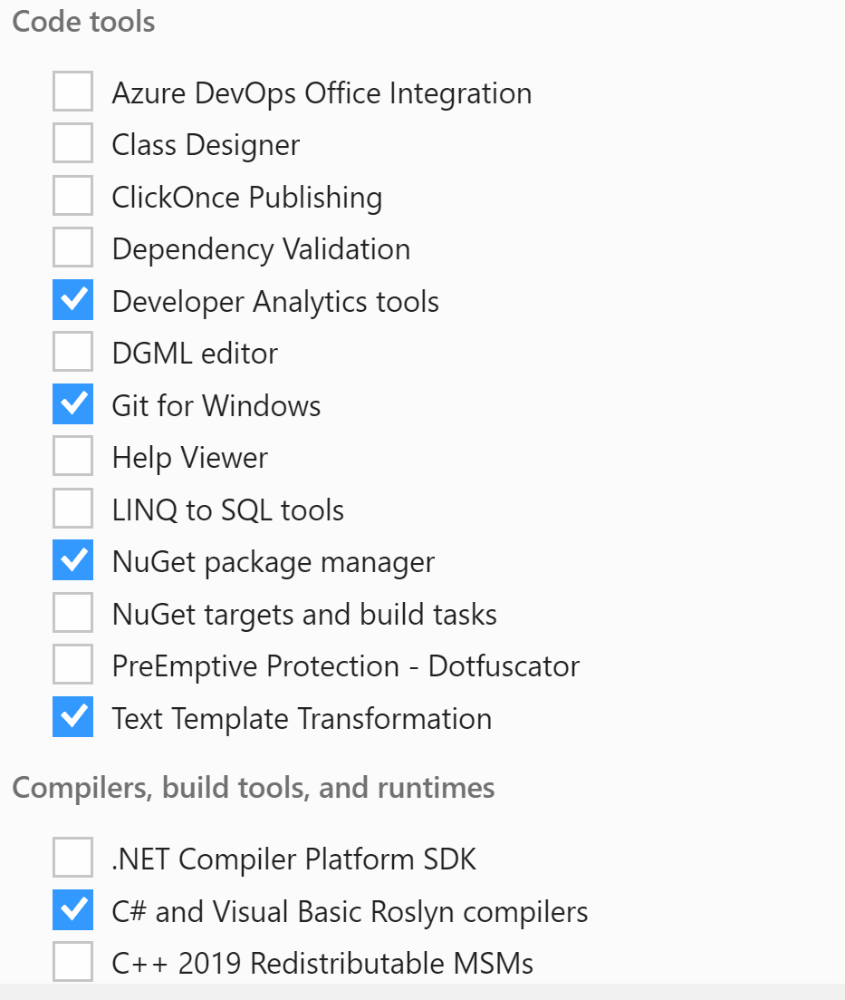 Code tools
Azure DevOps Office Integration
Class Designer
ClickOnce Publishing
Dependency Validation
Developer Analytics tools
DGML editor
Git for Windows
Help Viewer
LINQ to SQL tools
NuGet package manager
NuGet targets and build tasks
PreEmptive Protection - Dotfuscator
Text Template Transformation
Compilers, build tools, and runtimes
.NET Compiler Platform SDK
C# and Visual Basic Roslyn compilers
C++ 2019 Redistributable MSMs